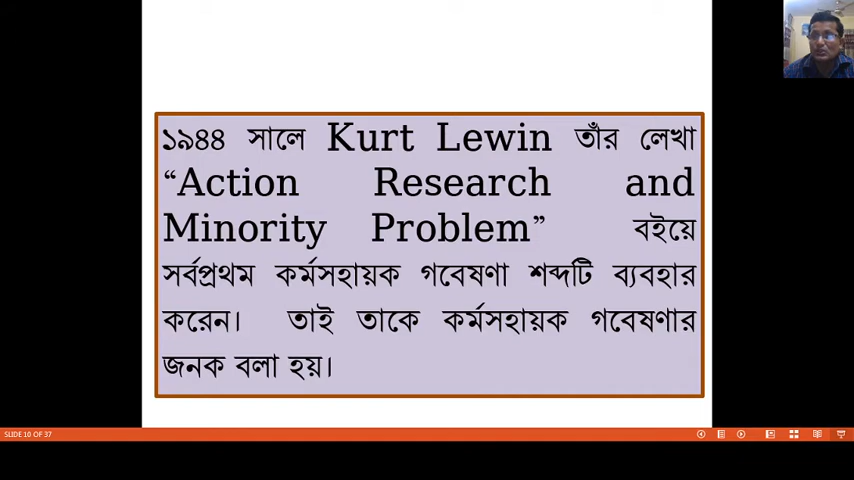 ১৯৪৪ সালে Kurt Lewin তাঁর লেখা
“Action Research and
Minority Problem” বইয়ে
সর্বপ্রথম কর্মসহায়ক গবেষণা শব্দটি ব্যবহার
করেন। তাই তাকে কর্মসহায়ক গবেষণার
জনক বলা হয়।
SLIDE 10 OF 37